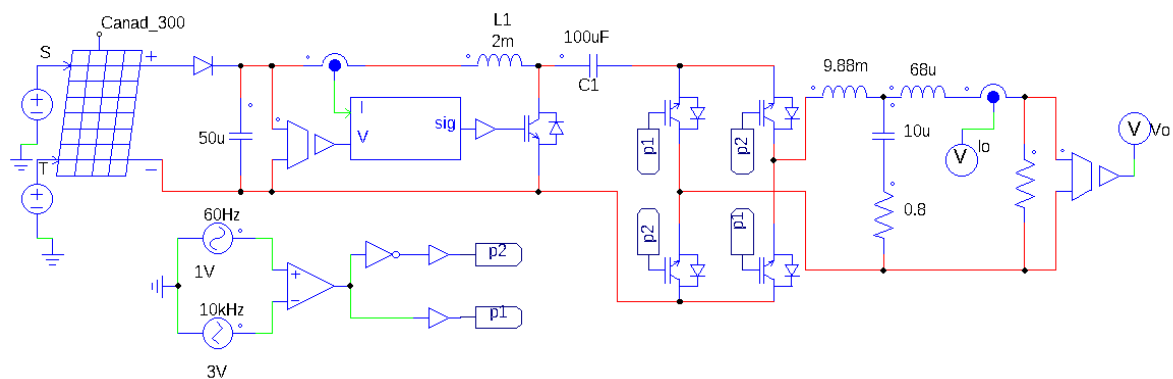 Canad_300
S
+
T
−
50u
I
V
sig
L1
2m
100uF
C1
p1
p2
p2
p1
9.88m
68u
10u
0.8
V
Io
V
Vo
60Hz
1V
10kHz
3V
+
−
p2
p1